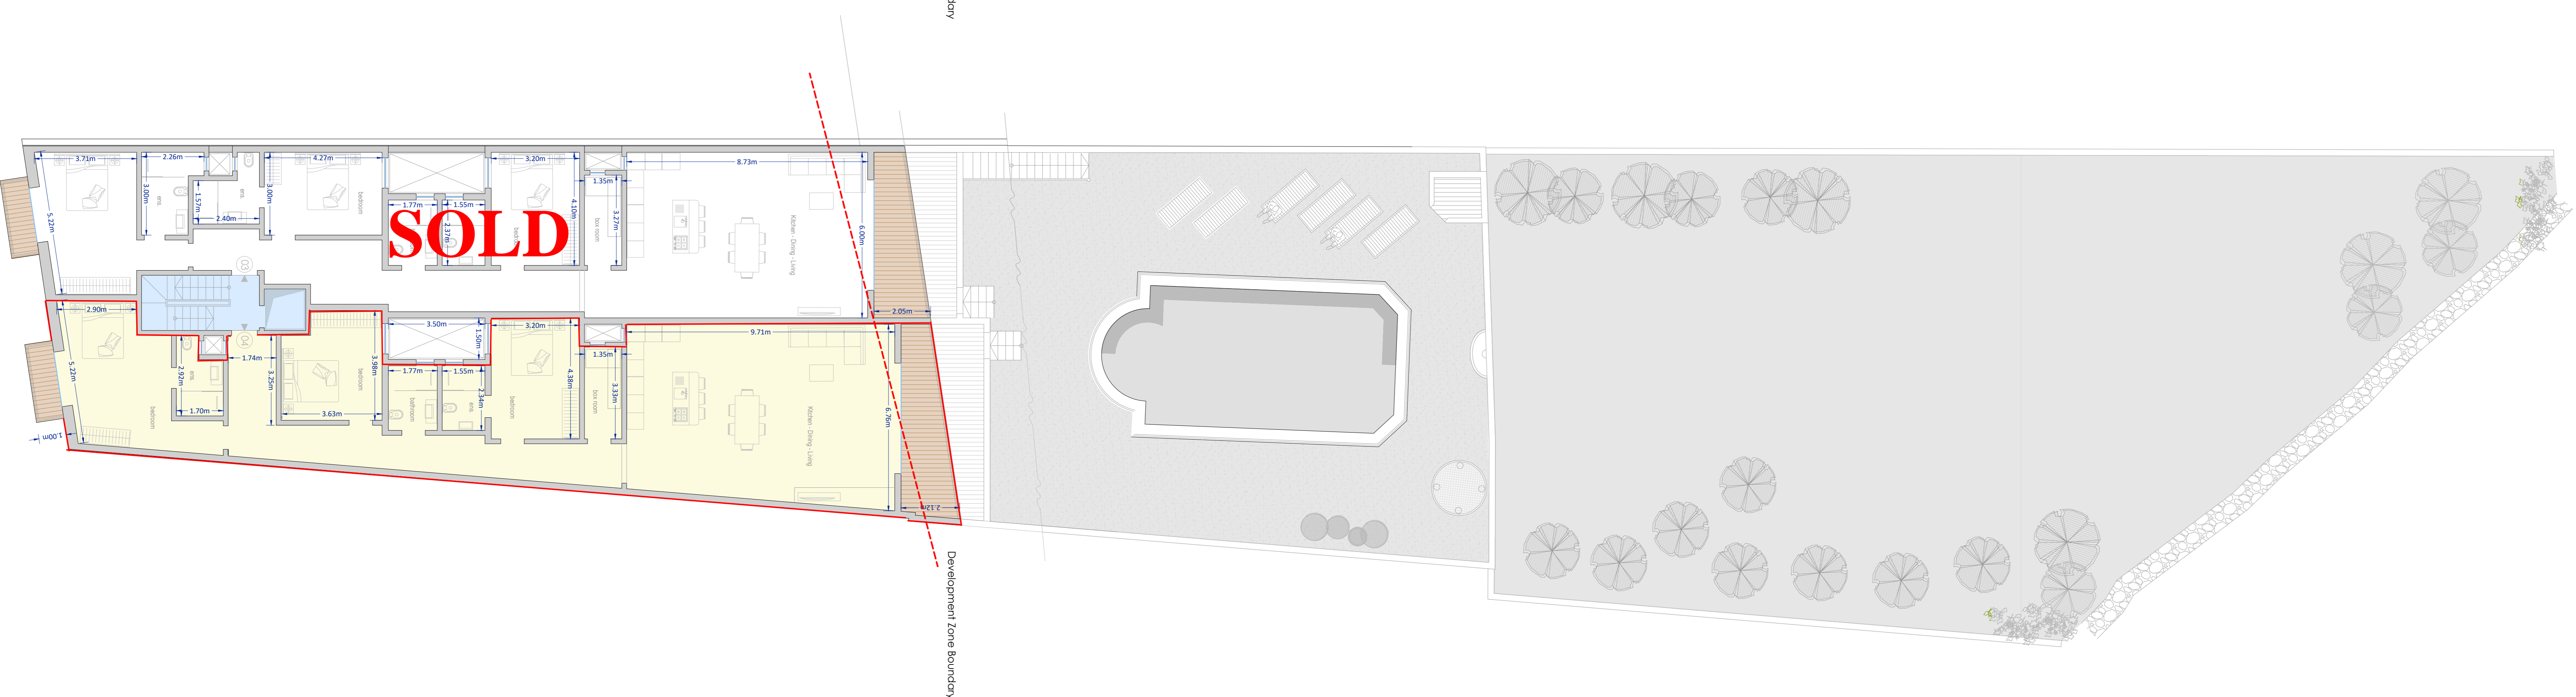 dary
3.71m
2.26m
4.27m
3.20m
8.73m
3.00m
ens.
1.57m
ens.
2.40m
3.00m
bedroom
1.77m
1.55m
3.37m
4.10m
1.35m
3.27m
box room
Kitchen - Dining - Living
6.00m
5.22m
SOLD
03
2.05m
2.90m
3.50m
1.50m
3.20m
9.71m
04
1.74m
1.35m
5.22m
2.92m
ens.
1.70m
3.25m
3.98m
bedroom
3.63m
1.77m
1.55m
2.34m
bathroom
ens.
bedroom
4.38m
3.33m
box room
Kitchen - Dining - Living
6.76m
bedroom
1.00m
2.12m
Development Zone Boundary